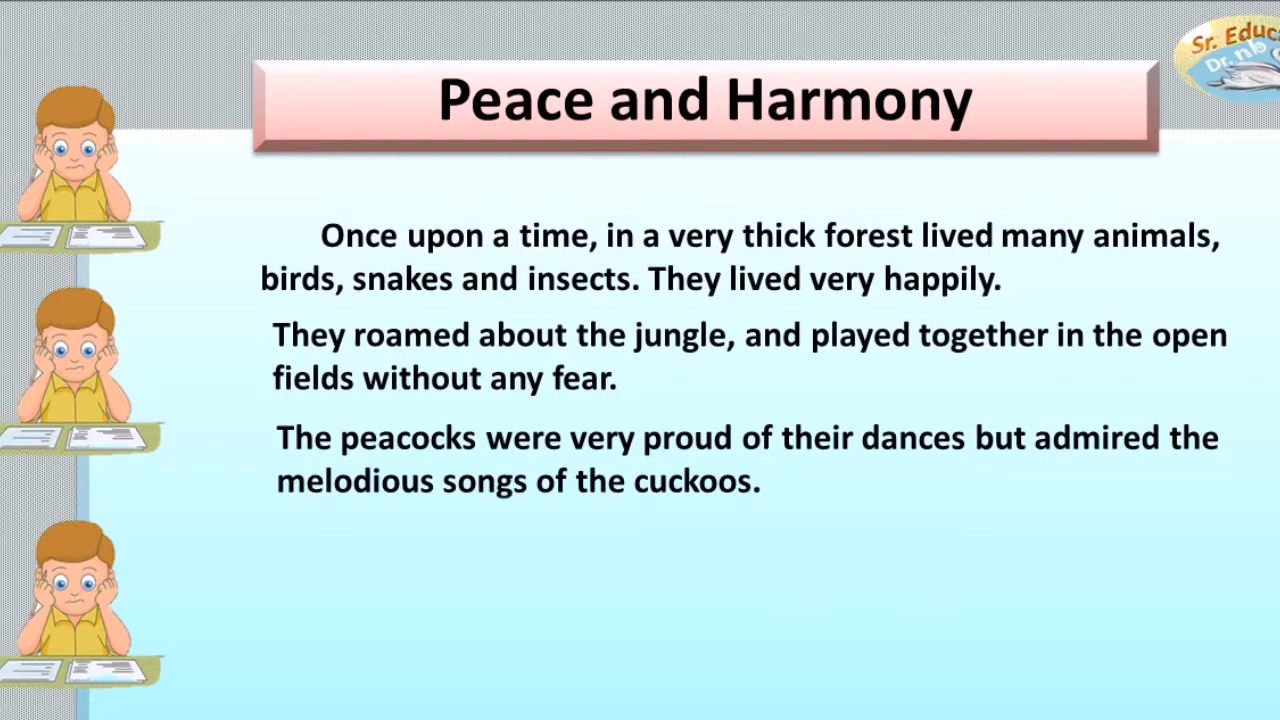 Sr. Educ
Dr. nb
Peace and Harmony
Once upon a time, in a very thick forest lived many animals,
birds, snakes and insects. They lived very happily.
They roamed about the jungle, and played together in the open
fields without any fear.
The peacocks were very proud of their dances but admired the
melodious songs of the cuckoos.